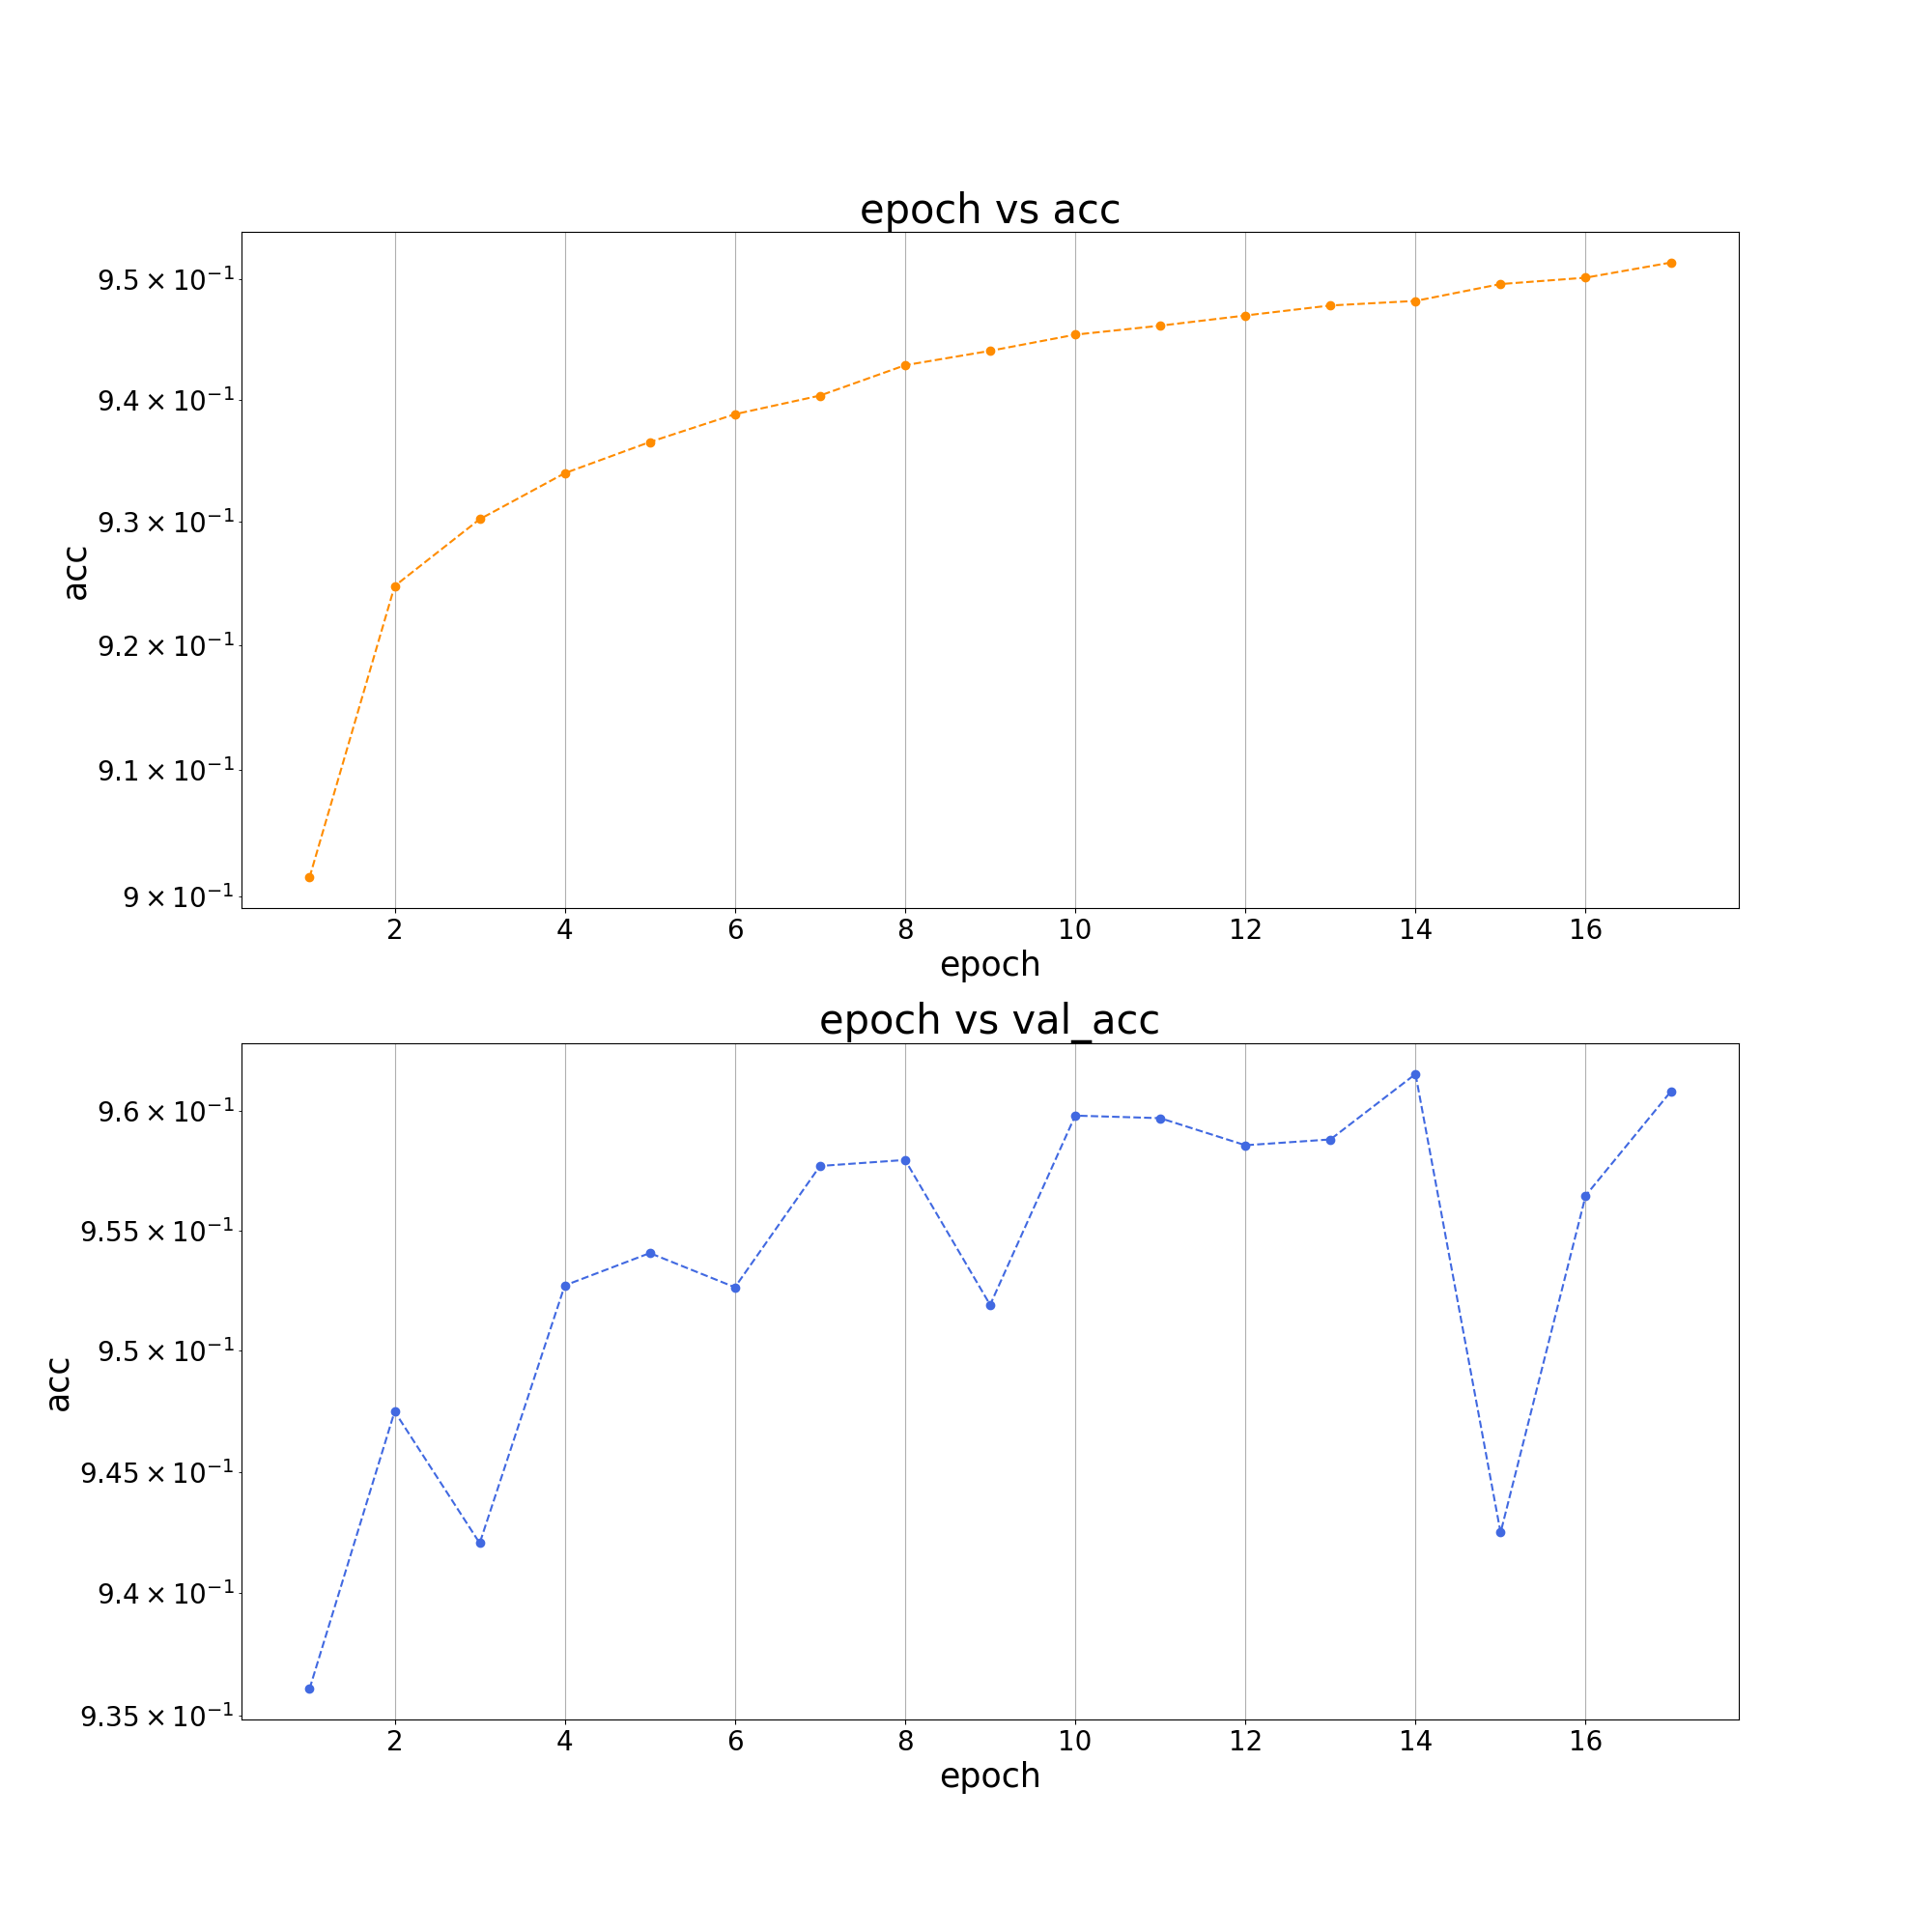 epoch vs acc
9.5 × 10⁻¹
9.4 × 10⁻¹
9.3 × 10⁻¹
9.2 × 10⁻¹
9.1 × 10⁻¹
9 × 10⁻¹
acc
2 4 6 8 10 12 14 16
epoch
epoch vs val_acc
9.6 × 10⁻¹
9.55 × 10⁻¹
9.5 × 10⁻¹
9.45 × 10⁻¹
9.4 × 10⁻¹
9.35 × 10⁻¹
acc
2 4 6 8 10 12 14 16
epoch